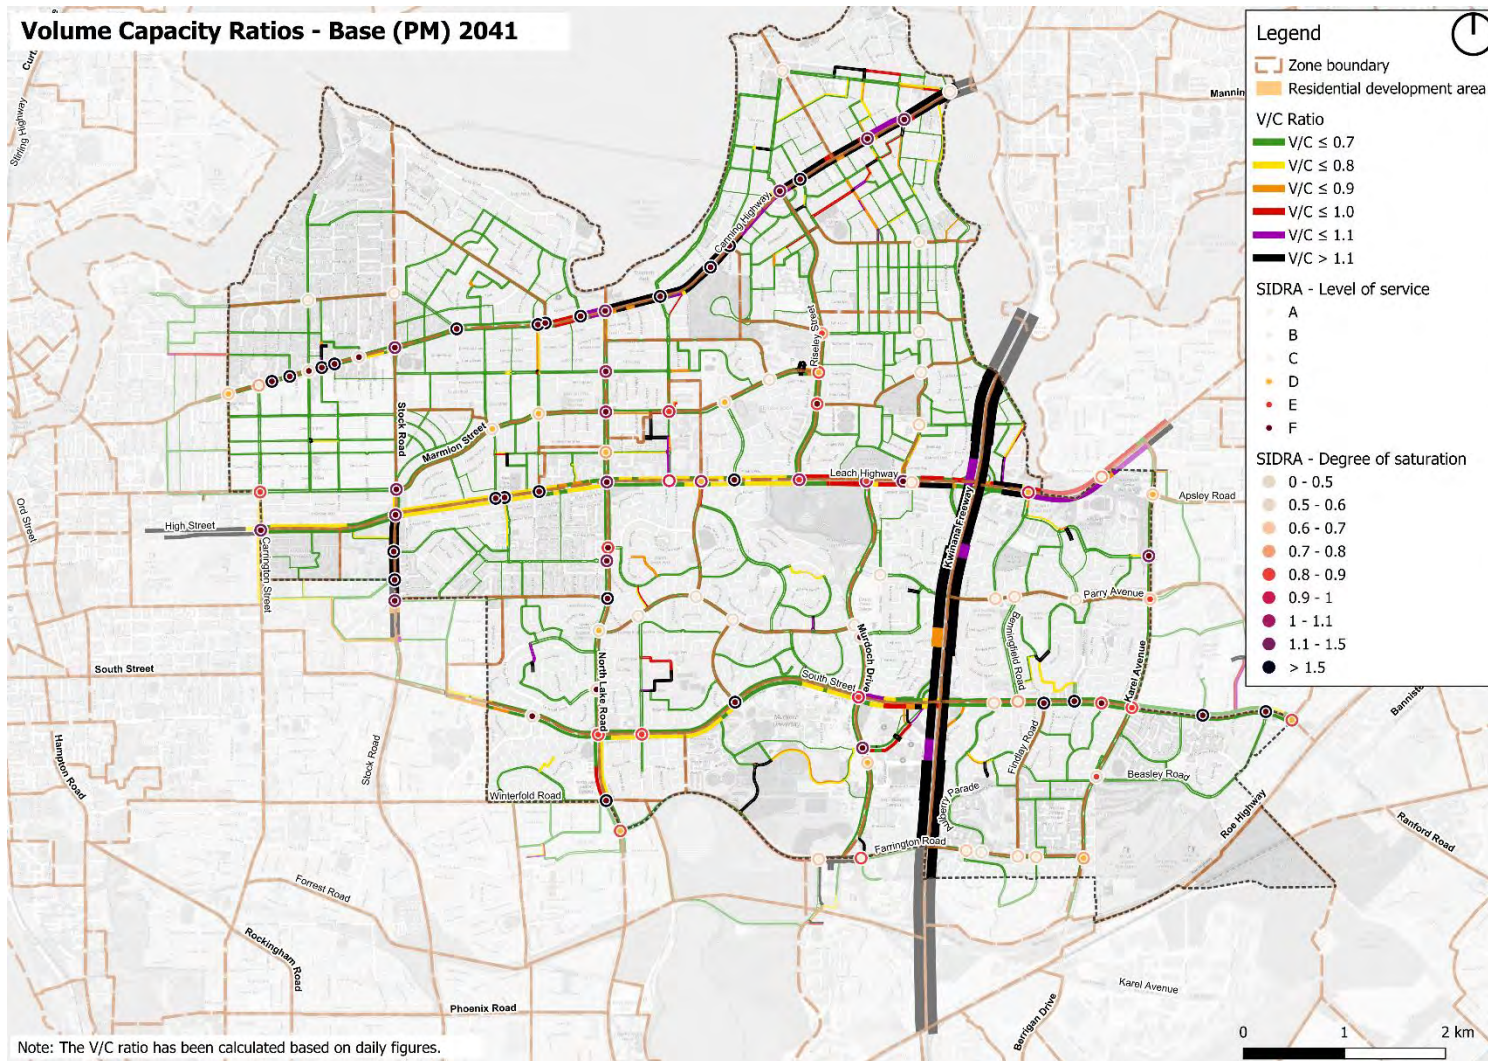 Volume Capacity Ratios - Base (PM) 2041
Legend
Zone boundary
Residential development area
V/C Ratio
V/C ≤ 0.7
V/C ≤ 0.8
V/C ≤ 0.9
V/C ≤ 1.0
V/C ≤ 1.1
V/C > 1.1
SIDRA - Level of service
A
B
C
D
E
F
SIDRA - Degree of saturation
0 - 0.5
0.5 - 0.6
0.6 - 0.7
0.7 - 0.8
0.8 - 0.9
0.9 - 1
1 - 1.1
1.1 - 1.5
> 1.5
Stirling Highway
Canning Highway
Riseley Street
Stock Road
Marmion Street
Leach Highway
Kwinana Freeway
Apsley Road
Ord Street
High Street
Carrington Street
Parry Avenue
Benningfield Road
Murdoch Drive
South Street
North Lake Road
South Street
Karel Avenue
Hampton Road
Stock Road
Findlay Road
Beasley Road
Winterfold Road
Parade
Roe Highway
Ranford Road
Farrington Road
Forrest Road
Rockingham Road
Phoenix Road
Karel Avenue
Berrigan Drive
Note: The V/C ratio has been calculated based on daily figures.
0 1 2 km